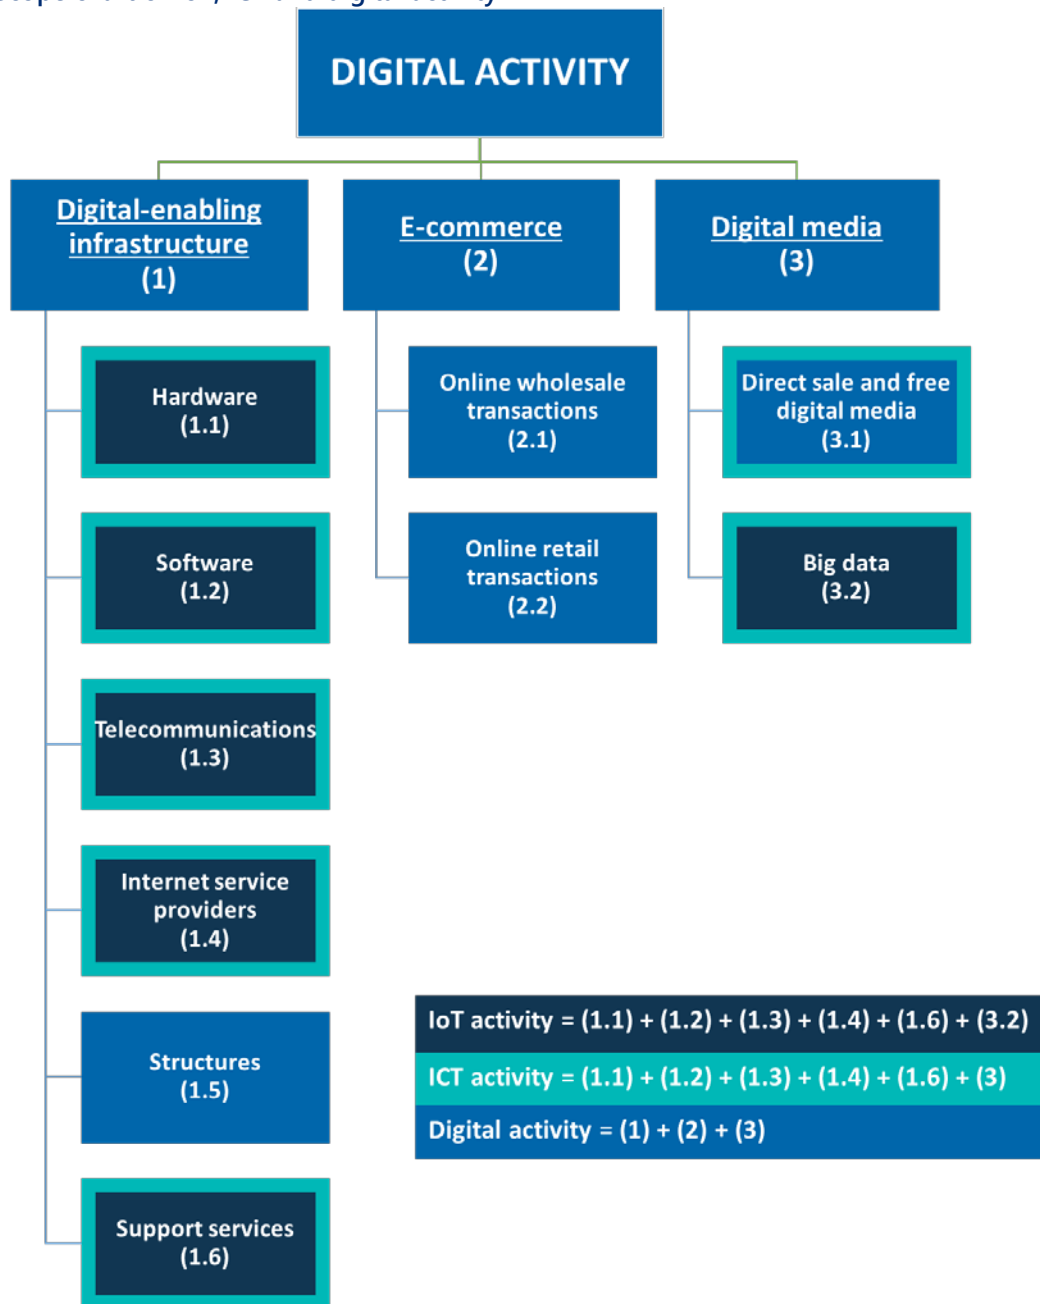 DIGITAL ACTIVITY
Digital-enabling
infrastructure
(1)
E-commerce
(2)
Digital media
(3)
Hardware
(1.1)
Software
(1.2)
Telecommunications
(1.3)
Internet service
providers
(1.4)
Structures
(1.5)
Support services
(1.6)
Online wholesale
transactions
(2.1)
Online retail
transactions
(2.2)
Direct sale and free
digital media
(3.1)
Big data
(3.2)
IoT activity = (1.1) + (1.2) + (1.3) + (1.4) + (1.6) + (3.2)
ICT activity = (1.1) + (1.2) + (1.3) + (1.4) + (1.6) + (3)
Digital activity = (1) + (2) + (3)